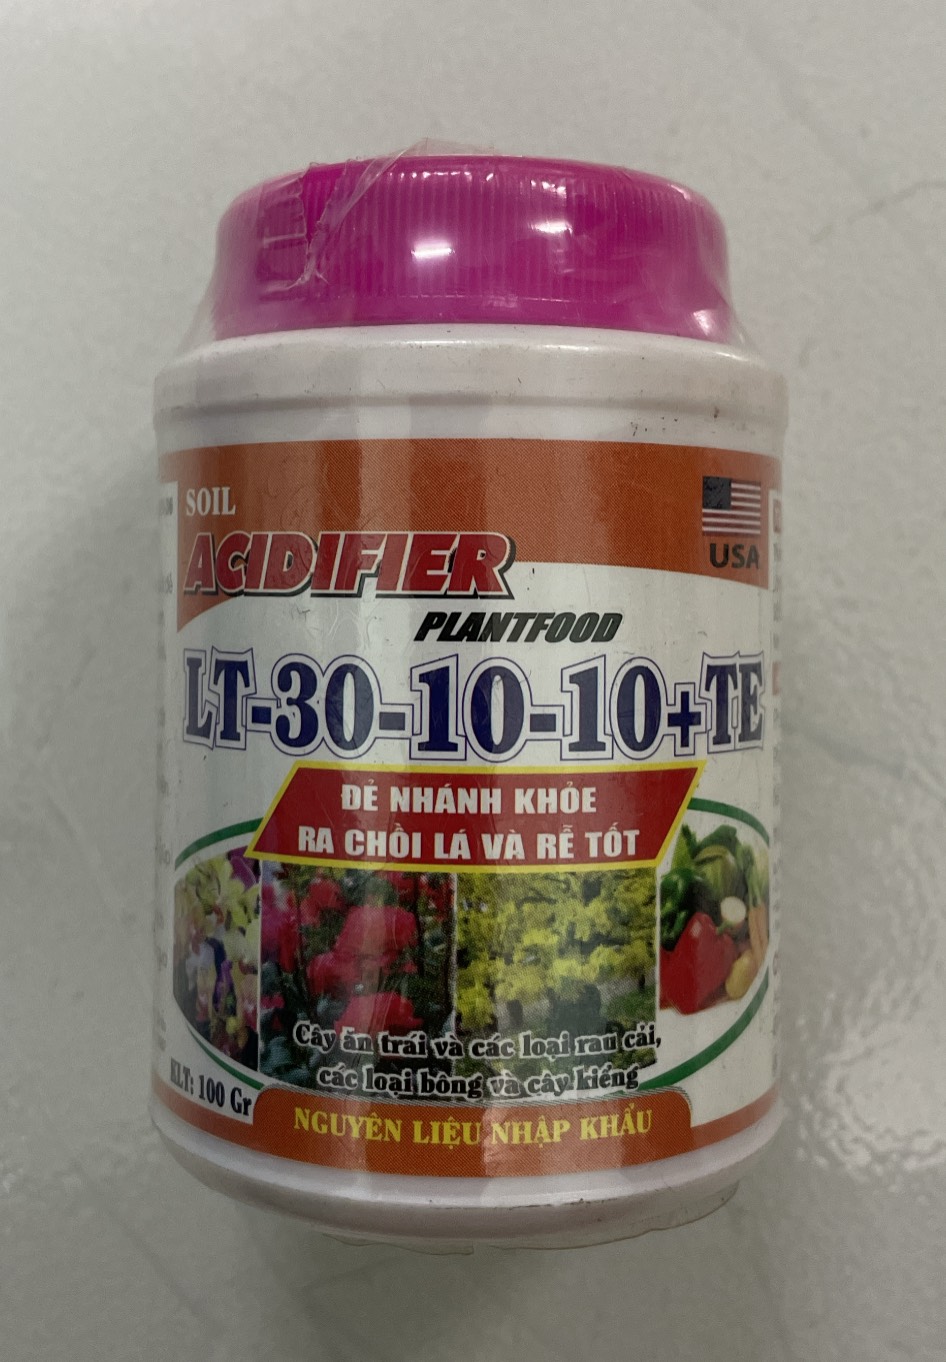 SOIL
ACIDIFIER
USA
PLANTFOOD
LT-30-10-10+TE
ĐẺ NHÁNH KHỎE
RA CHỒI LÁ VÀ RỄ TỐT
Cây ăn trái và các loại rau cải,
các loại bông và cây kiểng
KLT: 100 Gr
NGUYÊN LIỆU NHẬP KHẨU